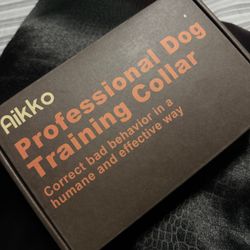 Aikko
Professional Dog
Training Collar
Correct bad behavior in a
humane and effective way